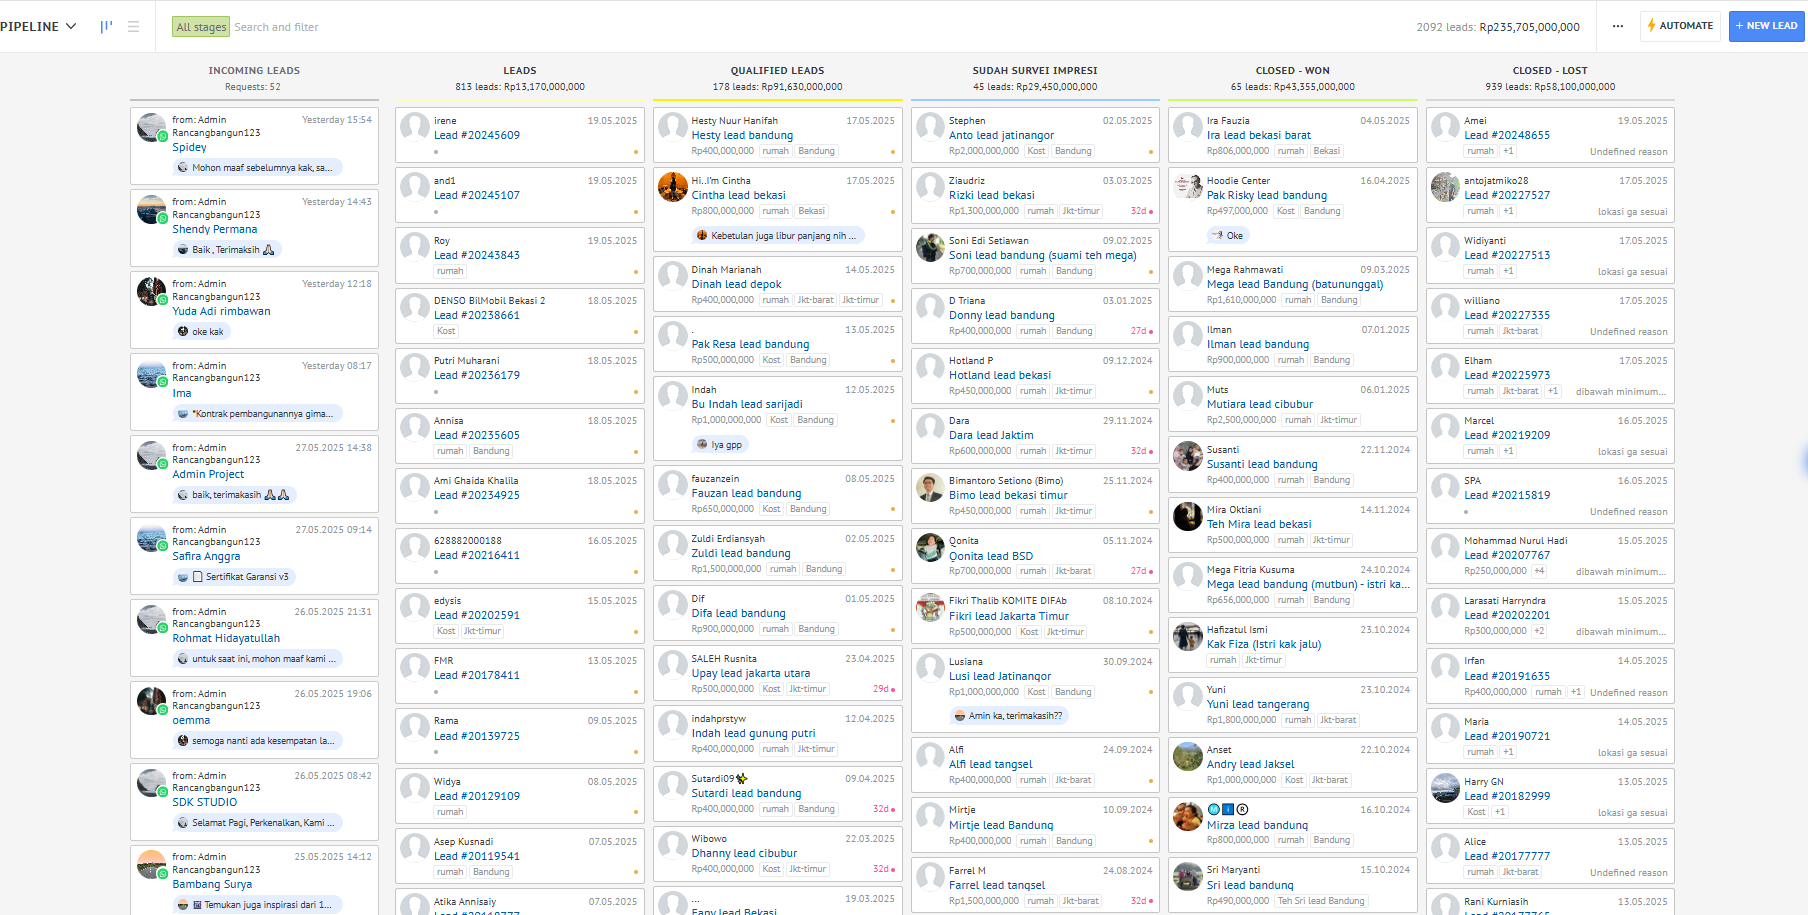 PIPELINE
All stages Search and filter
2092 leads: Rp235,705,000,000
...
AUTOMATE
+ NEW LEAD
INCOMING LEADS
Requests: 52
from: Admin Yesterday 15:54
Rancangbangun123
Spidey
Mohon maaf sebelumnya kak, sa...
from: Admin Yesterday 14:43
Rancangbangun123
Shendy Permana
Baik , Terimaksih 🙏🏻
from: Admin Yesterday 12:18
Rancangbangun123
Yuda Adi rimbawan
oke kak
from: Admin Yesterday 08:17
Rancangbangun123
Ima
*Kontrak pembangunannya gima...
from: Admin 27.05.2025 14:38
Rancangbangun123
Admin Project
baik, terimakasih 🙏🏻🙏🏻
from: Admin 27.05.2025 09:14
Rancangbangun123
Safira Anggra
Sertifikat Garansi v3
from: Admin 26.05.2025 21:31
Rancangbangun123
Rohmat Hidayatullah
untuk saat ini, mohon maaf kami ...
from: Admin 26.05.2025 19:06
Rancangbangun123
oemma
semoga nanti ada kesempatan la...
from: Admin 26.05.2025 08:42
Rancangbangun123
SDK STUDIO
Selamat Pagi, Perkenalkan, Kami ...
from: Admin 25.05.2025 14:12
Rancangbangun123
Bambang Surya
Temukan juga inspirasi dari 1...
LEADS
813 leads: Rp13,170,000,000
irene 19.05.2025
Lead #20245609
and1 19.05.2025
Lead #20245107
Roy 19.05.2025
Lead #20243843
rumah
DENSO BilMobil Bekasi 2 18.05.2025
Lead #20238661
Kost
Putri Muharani 18.05.2025
Lead #20236179
Annisa 18.05.2025
Lead #20235605
rumah Bandung
Ami Ghaida Khalila 18.05.2025
Lead #20234925
628882000188 16.05.2025
Lead #20216411
edysis 15.05.2025
Lead #20202591
Kost Jkt-timur
FMR 13.05.2025
Lead #20178411
Rama 09.05.2025
Lead #20139725
Widya 08.05.2025
Lead #20129109
rumah
Asep Kusnadi 07.05.2025
Lead #20119541
rumah Bandung
Atika Annisaiy 07.05.2025
QUALIFIED LEADS
178 leads: Rp91,630,000,000
Hesty Nuur Hanifah 17.05.2025
Hesty lead bandung
Rp400,000,000 rumah Bandung
Hi..I'm Cintha 17.05.2025
Cintha lead bekasi
Rp800,000,000 rumah Bekasi
Kebetulan juga libur panjang nih ...
Dinah Marianah 14.05.2025
Dinah lead depok
Rp400,000,000 rumah Jkt-barat Jkt-timur
. 13.05.2025
Pak Resa lead bandung
Rp500,000,000 Kost Bandung
Indah 12.05.2025
Bu Indah lead sarijadi
Rp1,000,000,000 Kost Bandung
Iya gpp
fauzanzein 08.05.2025
Fauzan lead bandung
Rp650,000,000 Kost Bandung
Zuldi Erdiansyah 02.05.2025
Zuldi lead bandung
Rp1,500,000,000 rumah Bandung
Dif 01.05.2025
Difa lead bandung
Rp900,000,000 rumah Bandung
SALEH Rusnita 23.04.2025
Upay lead jakarta utara
Rp500,000,000 Kost Jkt-timur 29d
indahprstyw 12.04.2025
Indah lead gunung putri
Rp400,000,000 rumah Jkt-timur
Sutardi09 09.04.2025
Sutardi lead bandung
Rp400,000,000 rumah Bandung 32d
Wibowo 22.03.2025
Dhanny lead cibubur
Rp400,000,000 Kost Jkt-timur 32d
... 19.03.2025
Fany lead Bekasi
SUDAH SURVEI IMPRESI
45 leads: Rp29,450,000,000
Stephen 02.05.2025
Anto lead jatinangor
Rp2,000,000,000 Kost Bandung
Ziaudriz 03.03.2025
Rizki lead bekasi
Rp1,300,000,000 rumah Jkt-timur 32d
Soni Edi Setiawan 09.02.2025
Soni lead bandung (suami teh mega)
Rp700,000,000 rumah Bandung
D Triana 03.01.2025
Donny lead bandung
Rp400,000,000 rumah Bandung 27d
Hotland P 09.12.2024
Hotland lead bekasi
Rp450,000,000 rumah Jkt-timur
Dara 29.11.2024
Dara lead Jaktim
Rp600,000,000 rumah Jkt-timur 32d
Bimantoro Setiono (Bimo) 25.11.2024
Bimo lead bekasi timur
Rp450,000,000 rumah Jkt-timur
Qonita 05.11.2024
Qonita lead BSD
Rp700,000,000 rumah Jkt-barat 27d
Fikri Thalib KOMITE DIFAb 08.10.2024
Fikri lead Jakarta Timur
Rp500,000,000 Kost Jkt-timur
Lusiana 30.09.2024
Lusi lead Jatinangor
Rp1,000,000,000 Kost Bandung
Amin ka, terimakasih??
Alfi 24.09.2024
Alfi lead tangsel
Rp400,000,000 rumah Jkt-barat
Mirtje 10.09.2024
Mirtje lead Bandung
Rp400,000,000 rumah Bandung
Farrel M 24.08.2024
Farrel lead tangsel
Rp1,500,000,000 rumah Jkt-barat 32d
CLOSED - WON
65 leads: Rp43,355,000,000
Ira Fauzia 04.05.2025
Ira lead bekasi barat
Rp806,000,000 rumah Bekasi
Hoodie Center 16.04.2025
Pak Risky lead bandung
Rp497,000,000 Kost Bandung
Oke
Mega Rahmawati 09.03.2025
Mega lead Bandung (batununggal)
Rp1,610,000,000 rumah Bandung
Ilman 07.01.2025
Ilman lead bandung
Rp900,000,000 rumah Bandung
Muts 06.01.2025
Mutiara lead cibubur
Rp2,500,000,000 rumah Jkt-timur
Susanti 22.11.2024
Susanti lead bandung
Rp400,000,000 rumah Bandung
Mira Oktiani 14.11.2024
Teh Mira lead bekasi
Rp500,000,000 rumah Jkt-timur
Mega Fitria Kusuma 24.10.2024
Mega lead bandung (mutbun) - istri ka...
Rp656,000,000 rumah Bandung
Hafizatul Ismi 23.10.2024
Kak Fiza (Istri kak jalu)
rumah Jkt-timur
Yuni 23.10.2024
Yuni lead tangerang
Rp1,800,000,000 rumah Jkt-barat
Anset 22.10.2024
Andry lead Jaksel
Rp1,000,000,000 Kost Jkt-barat
Ⓜ️ℹ️® 16.10.2024
Mirza lead bandung
Rp800,000,000 rumah Bandung
Sri Maryanti 15.10.2024
Sri lead bandung
Rp490,000,000 Teh Sri lead Bandung
CLOSED - LOST
939 leads: Rp58,100,000,000
Amei 19.05.2025
Lead #20248655
rumah +1 Undefined reason
antojatmiko28 17.05.2025
Lead #20227527
rumah +1 lokasi ga sesuai
Widiyanti 17.05.2025
Lead #20227513
rumah +1 lokasi ga sesuai
williano 17.05.2025
Lead #20227335
rumah Jkt-barat Undefined reason
Elham 17.05.2025
Lead #20225973
rumah Jkt-barat +1 dibawah minimum...
Marcel 16.05.2025
Lead #20219209
rumah +1 lokasi ga sesuai
SPA 16.05.2025
Lead #20215819
Undefined reason
Mohammad Nurul Hadi 15.05.2025
Lead #20207767
Rp250,000,000 +4 dibawah minimum...
Larasati Harryndra 15.05.2025
Lead #20202201
Rp300,000,000 +2 dibawah minimum...
Irfan 14.05.2025
Lead #20191635
Rp400,000,000 rumah +1 Undefined reason
Maria 14.05.2025
Lead #20190721
rumah +1 lokasi ga sesuai
Harry GN 13.05.2025
Lead #20182999
Kost +1 lokasi ga sesuai
Alice 13.05.2025
Lead #20177777
rumah Jkt-barat Undefined reason
Rani Kurniasih 13.05.2025